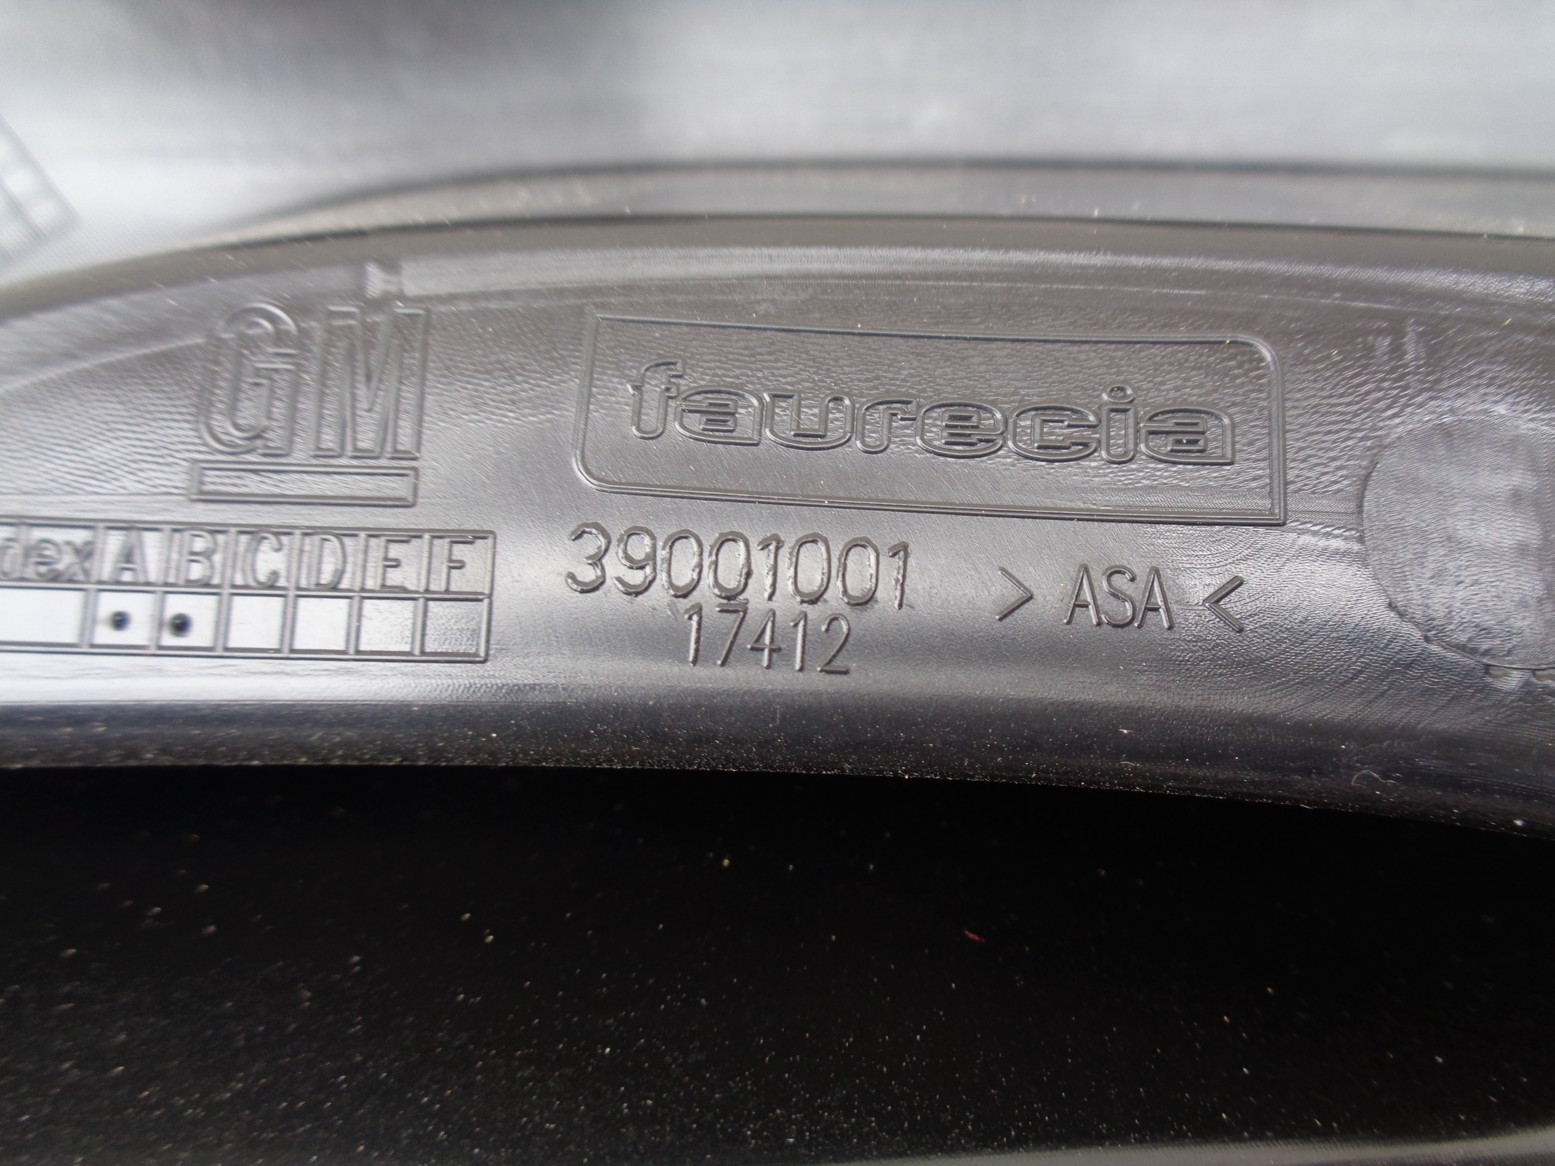 GM
faurecia
dex A B C D E F
39001001
17412
> ASA <